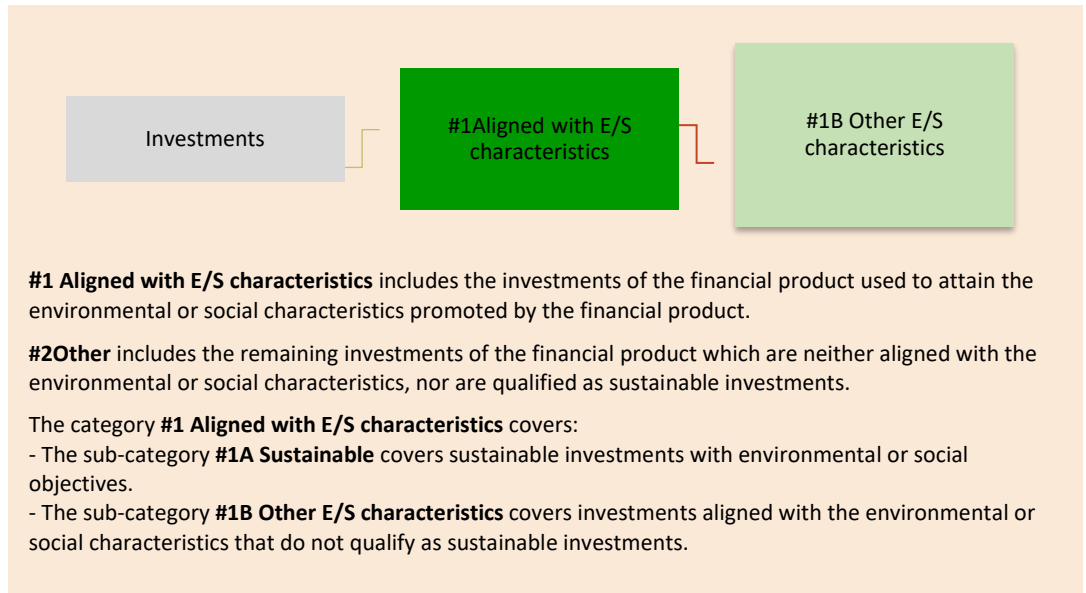 Investments
#1Aligned with E/S
characteristics
#1B Other E/S
characteristics
#1 Aligned with E/S characteristics includes the investments of the financial product used to attain the
environmental or social characteristics promoted by the financial product.
#2Other includes the remaining investments of the financial product which are neither aligned with the
environmental or social characteristics, nor are qualified as sustainable investments.
The category #1 Aligned with E/S characteristics covers:
- The sub-category #1A Sustainable covers sustainable investments with environmental or social
objectives.
- The sub-category #1B Other E/S characteristics covers investments aligned with the environmental or
social characteristics that do not qualify as sustainable investments.